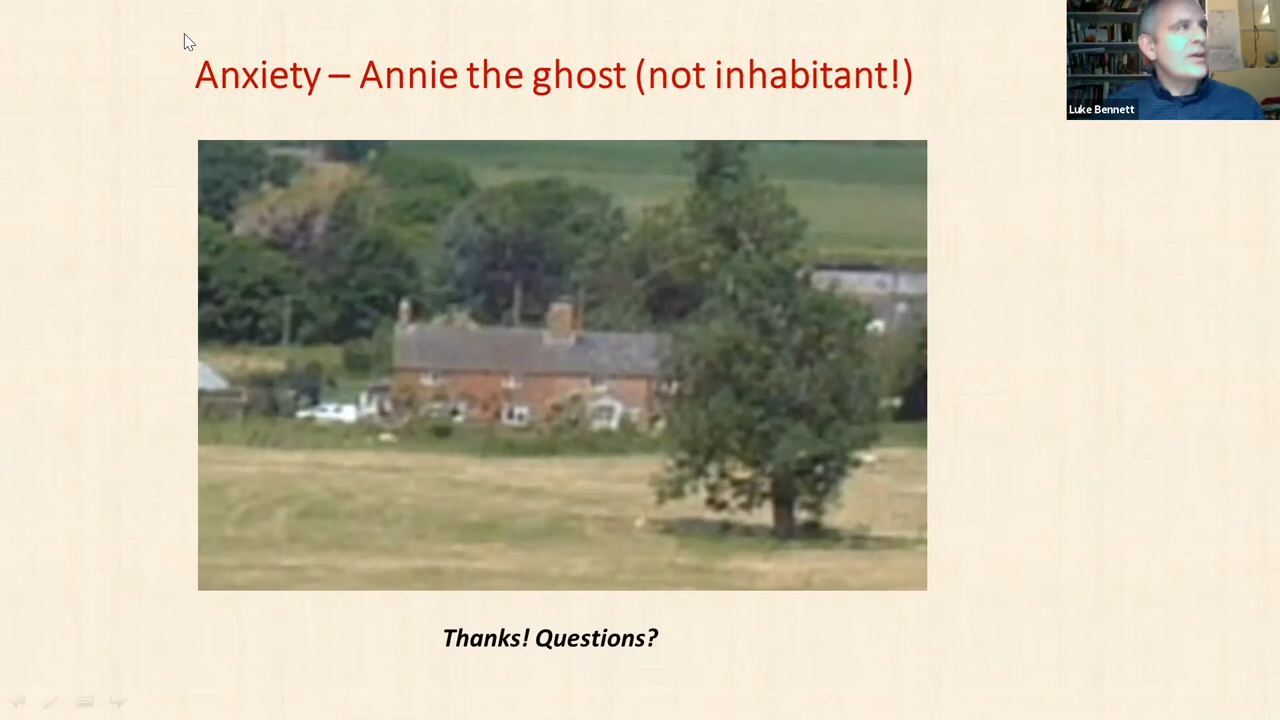 Anxiety – Annie the ghost (not inhabitant!)
Luke Bennett
Thanks! Questions?